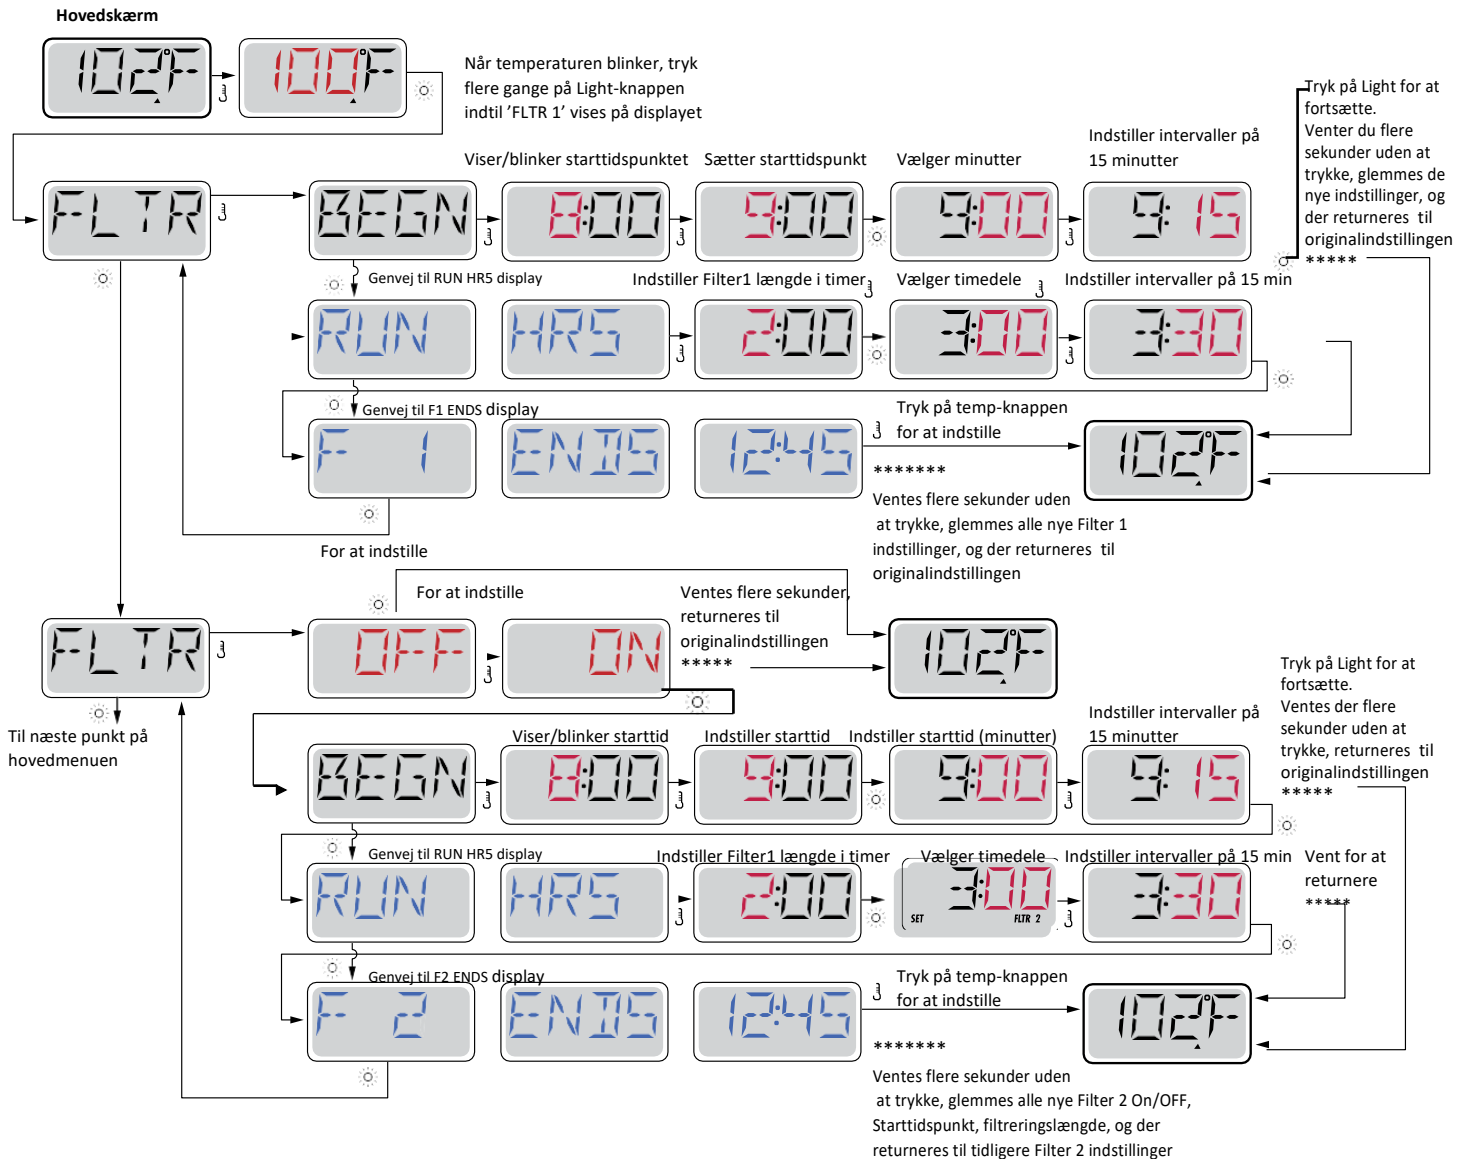 Hovedskærm
102°F
100°F
Når temperaturen blinker, tryk
flere gange på Light-knappen
indtil ’FLTR 1’ vises på displayet
Tryk på Light for at
fortsætte.
Venter du flere
sekunder uden at
trykke, glemmes de
nye indstillinger, og
der returneres til
originalindstillingen
*****
Viser/blinker starttidspunktet
Sætter starttidspunkt
Vælger minutter
Indstiller intervaller på
15 minutter
FLTR
BEGN
8:00
9:00
9:00
9:15
Genvej til RUN HR5 display
Indstiller Filter1 længde i timer
Vælger timedele
Indstiller intervaller på 15 min
RUN
HRS
2:00
3:00
3:30
Genvej til F1 ENDS display
Tryk på temp-knappen
for at indstille
F 1
ENDS
12:45
102°F
*******
Ventes flere sekunder uden
at trykke, glemmes alle nye Filter 1
indstillinger, og der returneres til
originalindstillingen
For at indstille
For at indstille
Ventes flere sekunder,
returneres til
originalindstillingen
*****
FLTR
OFF
ON
102°F
Til næste punkt på
hovedmenuen
Tryk på Light for at
fortsætte.
Ventes der flere
sekunder uden at
trykke, returneres til
originalindstillingen
*****
Viser/blinker starttid
Indstiller starttid
Indstiller starttid (minutter)
Indstiller intervaller på
15 minutter
BEGN
8:00
9:00
9:00
9:15
Genvej til RUN HR5 display
Indstiller Filter1 længde i timer
Vælger timedele
Indstiller intervaller på 15 min
Vent for at
returnere
*****
RUN
HRS
2:00
3:00
SET
FLTR 2
3:30
Genvej til F2 ENDS display
Tryk på temp-knappen
for at indstille
F 2
ENDS
12:45
102°F
*******
Ventes flere sekunder uden
at trykke, glemmes alle nye Filter 2 On/OFF,
Starttidspunkt, filtreringslængde, og der
returneres til tidligere Filter 2 indstillinger